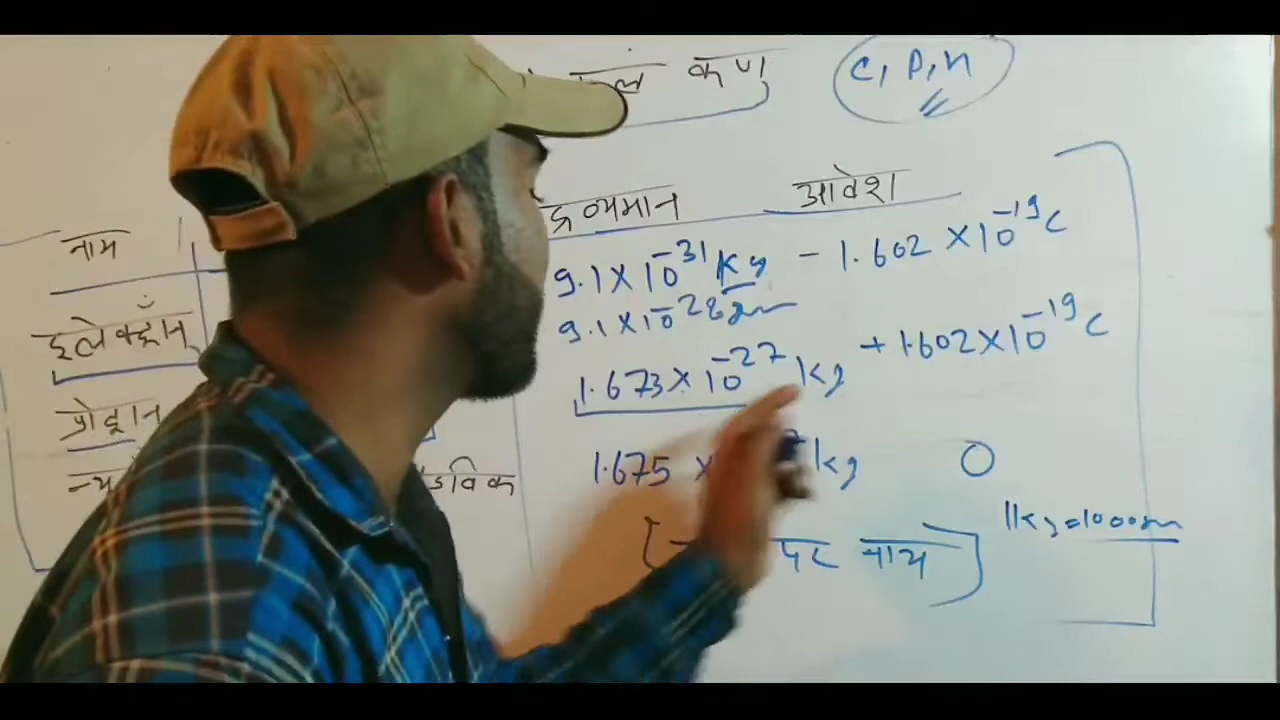 कण
e, P, n
नाम
द्रव्यमान
आवेश
इलेक्ट्रॉन
9.1 × 10⁻³¹ kg
- 1.602 × 10⁻¹⁹ C
9.1 × 10⁻²⁸ gm
प्रोट्रान
1.673 × 10⁻²⁷ kg
+ 1.602 × 10⁻¹⁹ C
1.675 ×
kg
0
1kg = 1000gm